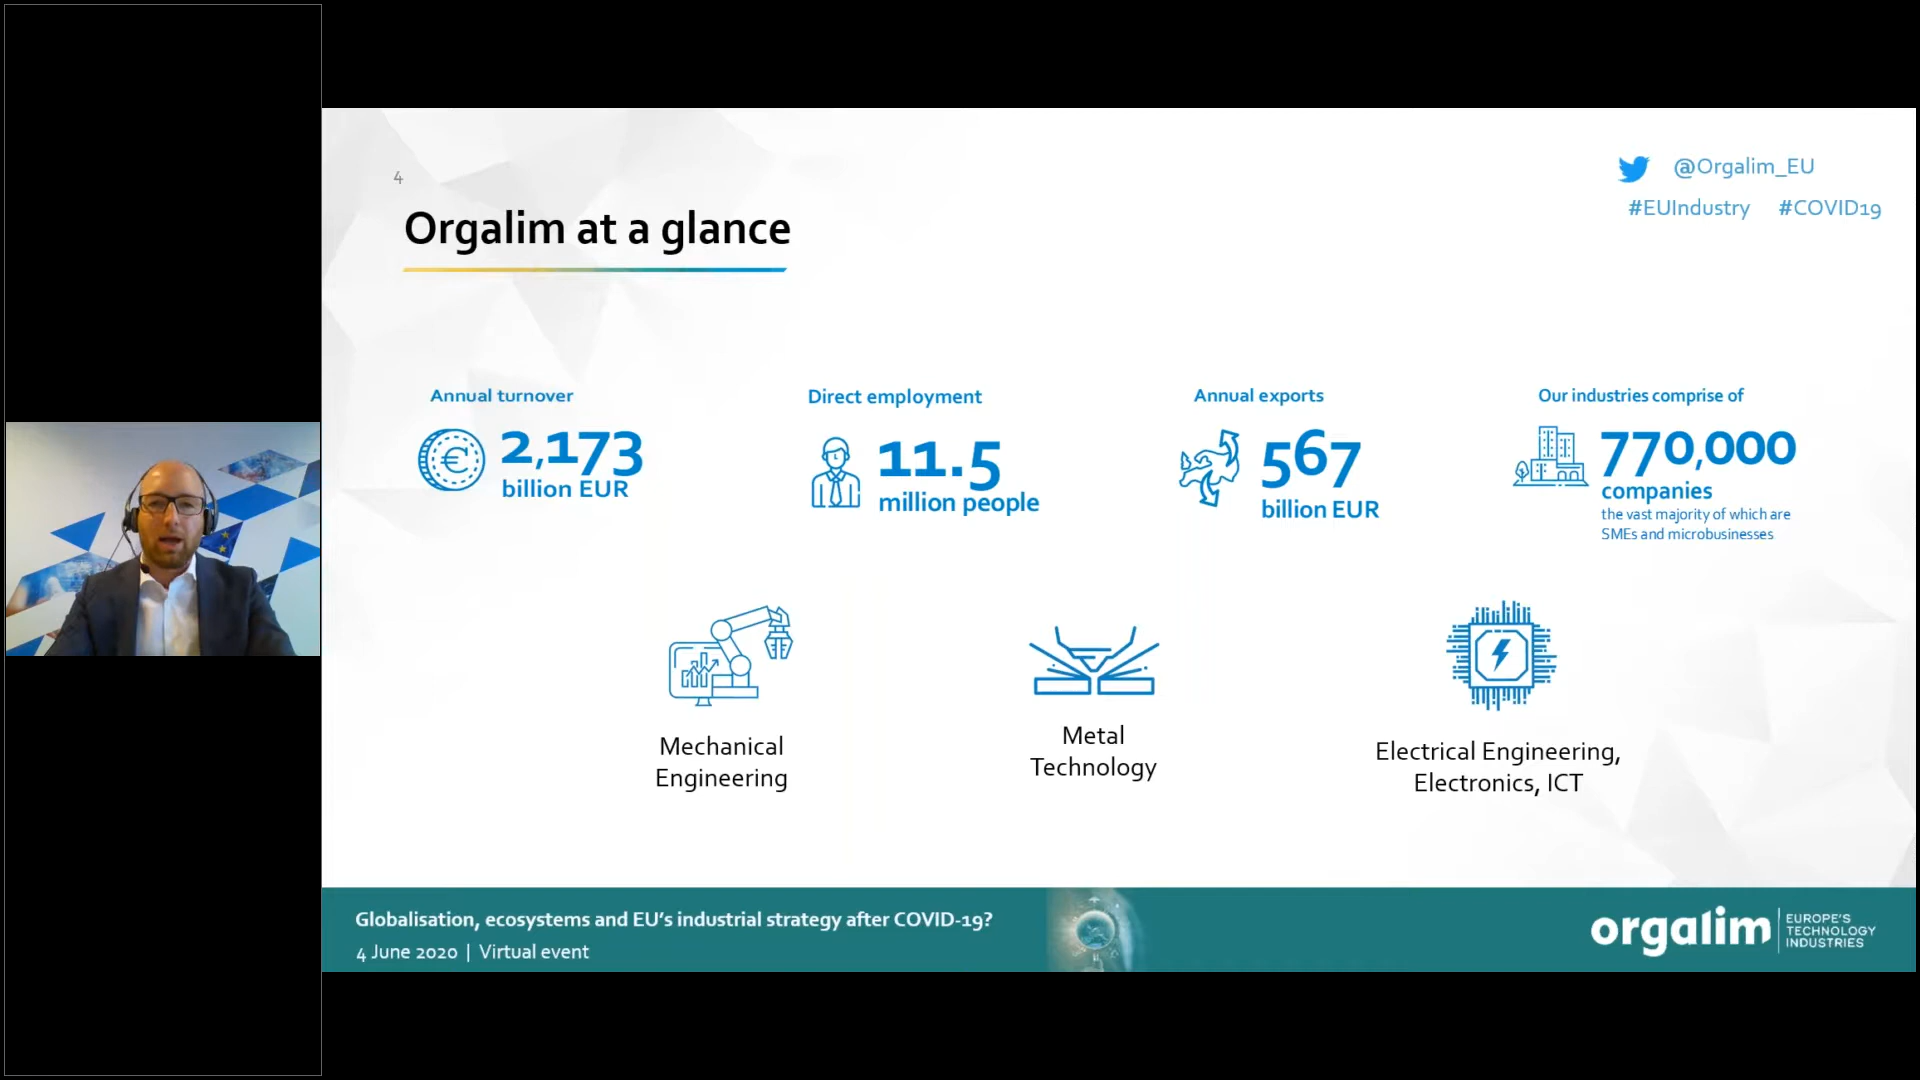 4
@Orgalim_EU
#EUIndustry #COVID19
Orgalim at a glance
Annual turnover
2,173
billion EUR
Direct employment
11.5
million people
Annual exports
567
billion EUR
Our industries comprise of
770,000
companies
the vast majority of which are
SMEs and microbusinesses
Mechanical
Engineering
Metal
Technology
Electrical Engineering,
Electronics, ICT
Globalisation, ecosystems and EU's industrial strategy after COVID-19?
4 June 2020 | Virtual event
orgalim
EUROPE'S
TECHNOLOGY
INDUSTRIES